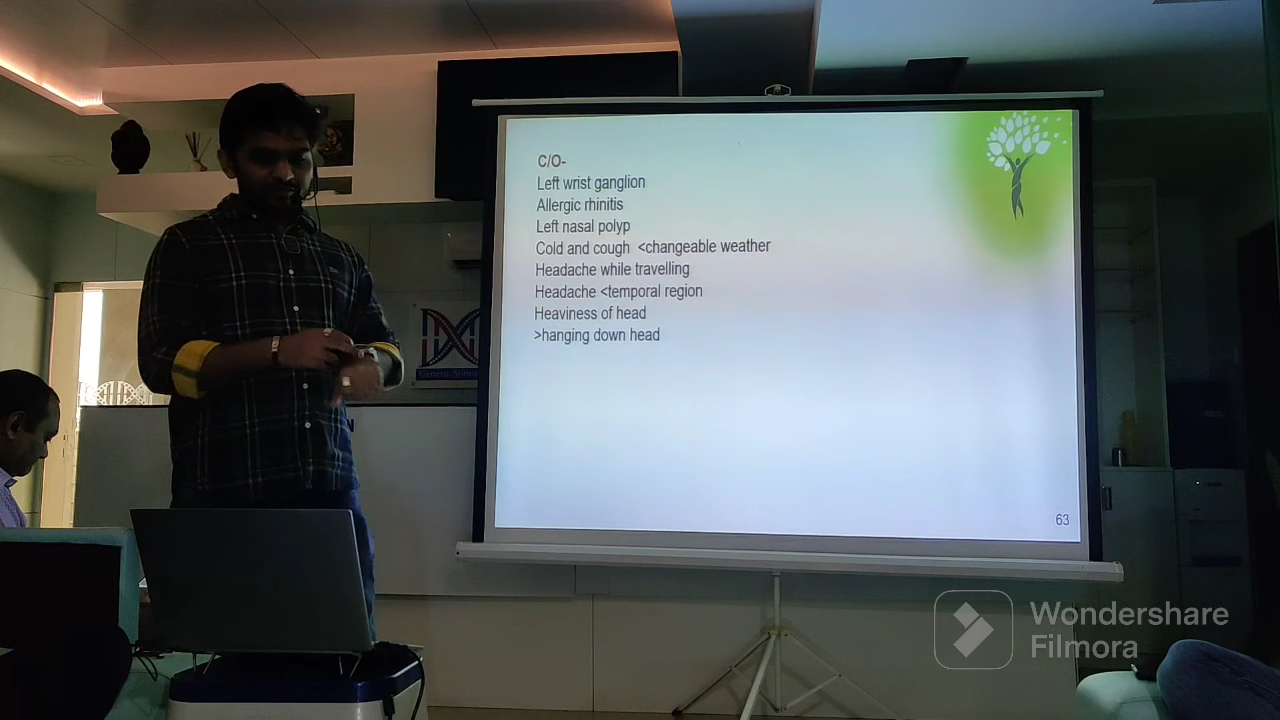 C/O-
Left wrist ganglion
Allergic rhinitis
Left nasal polyp
Cold and cough <changeable weather
Headache while travelling
Headache <temporal region
Heaviness of head
>hanging down head
63
Wondershare
Filmora